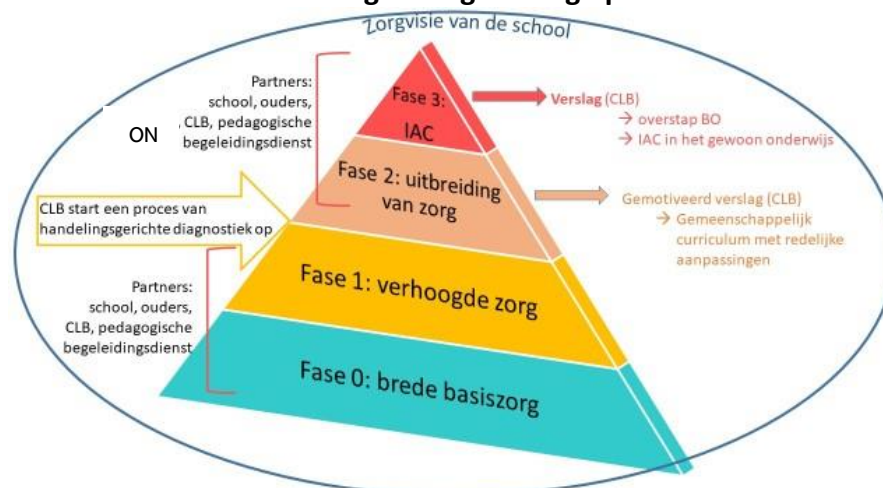 Zorgvisie van de school
Partners:
school, ouders,
, CLB, pedagogische
begeleidingsdienst
ON
Fase 3:
IAC
Verslag (CLB)
→ overstap BO
→ IAC in het gewoon onderwijs
Fase 2: uitbreiding
van zorg
Gemotiveerd verslag (CLB)
→ Gemeenschappelijk
curriculum met redelijke
aanpassingen
CLB start een proces van
handelingsgerichte diagnostiek op
Fase 1: verhoogde zorg
Partners:
school, ouders,
CLB, pedagogische
begeleidingsdienst
Fase 0: brede basiszorg